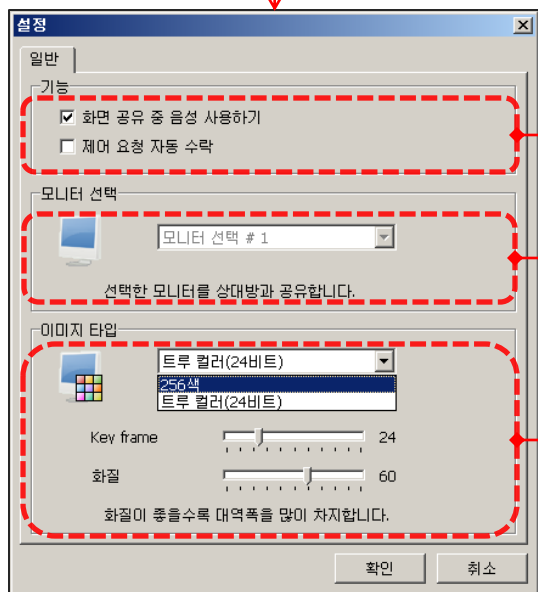 설정
일반
기능
화면 공유 중 음성 사용하기
제어 요청 자동 수락
모니터 선택
모니터 선택 # 1
선택한 모니터를 상대방과 공유합니다.
이미지 타입
트루 컬러(24비트)
256색
트루 컬러(24비트)
Key frame 24
화질 60
화질이 좋을수록 대역폭을 많이 차지합니다.
확인 취소